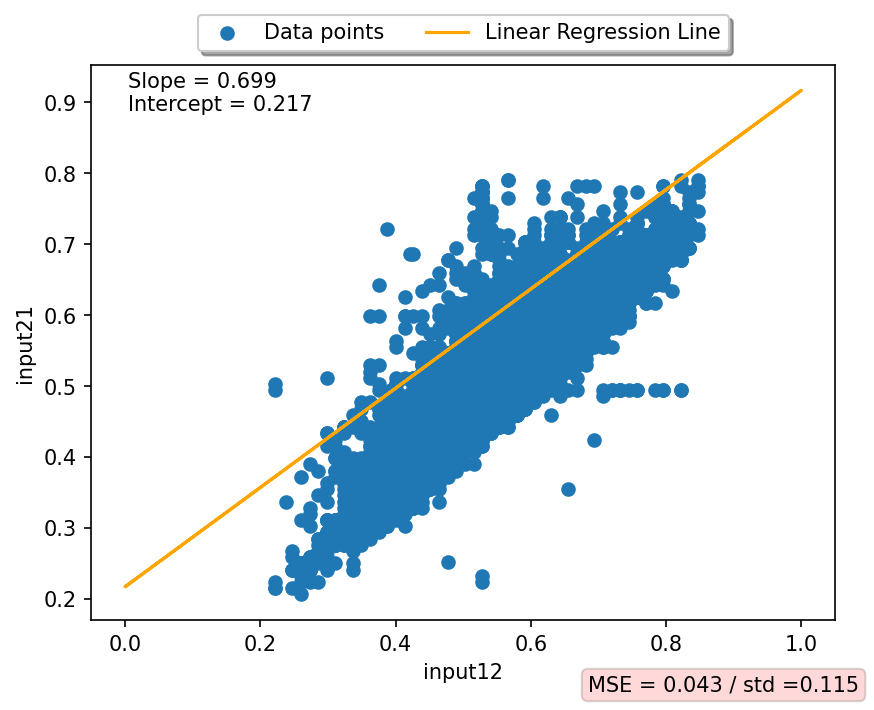 Data points
Linear Regression Line
Slope = 0.699
Intercept = 0.217
0.9
0.8
0.7
0.6
0.5
0.4
0.3
0.2
input21
0.0 0.2 0.4 0.6 0.8 1.0
input12
MSE = 0.043 / std =0.115